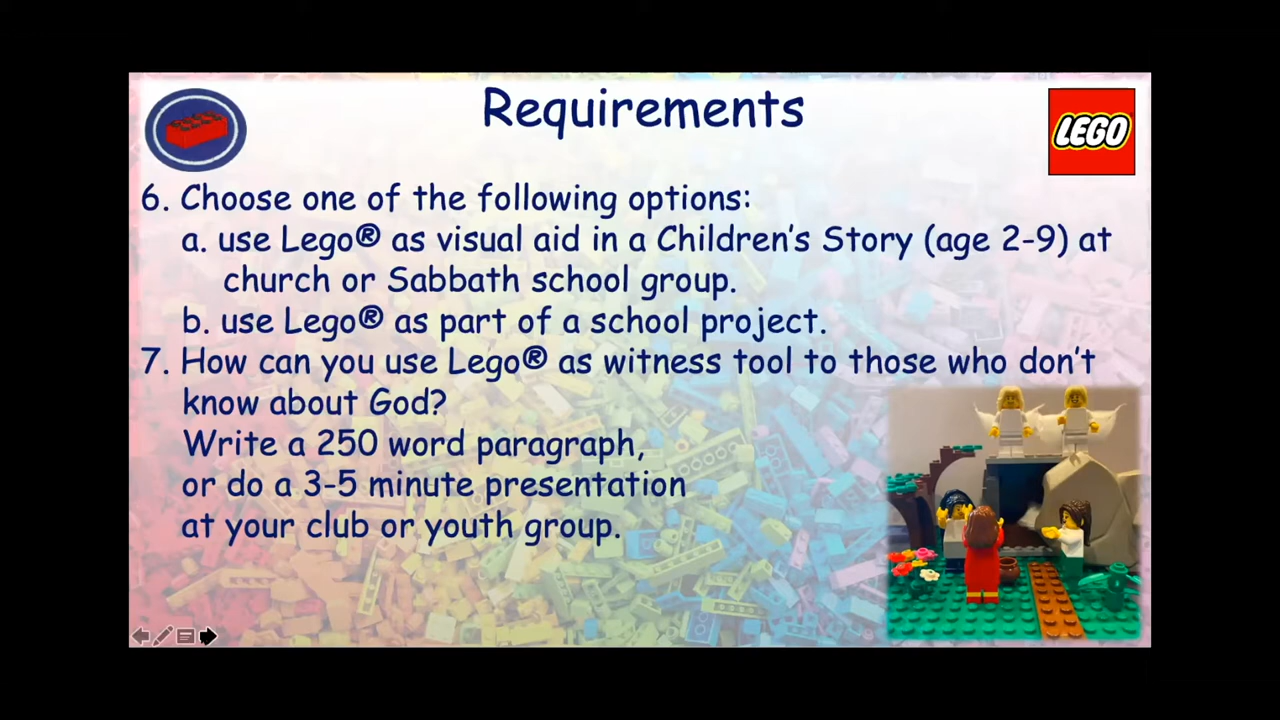 Requirements
LEGO
6. Choose one of the following options:
a. use Lego® as visual aid in a Children's Story (age 2-9) at
church or Sabbath school group.
b. use Lego® as part of a school project.
7. How can you use Lego® as witness tool to those who don't
know about God?
Write a 250 word paragraph,
or do a 3-5 minute presentation
at your club or youth group.